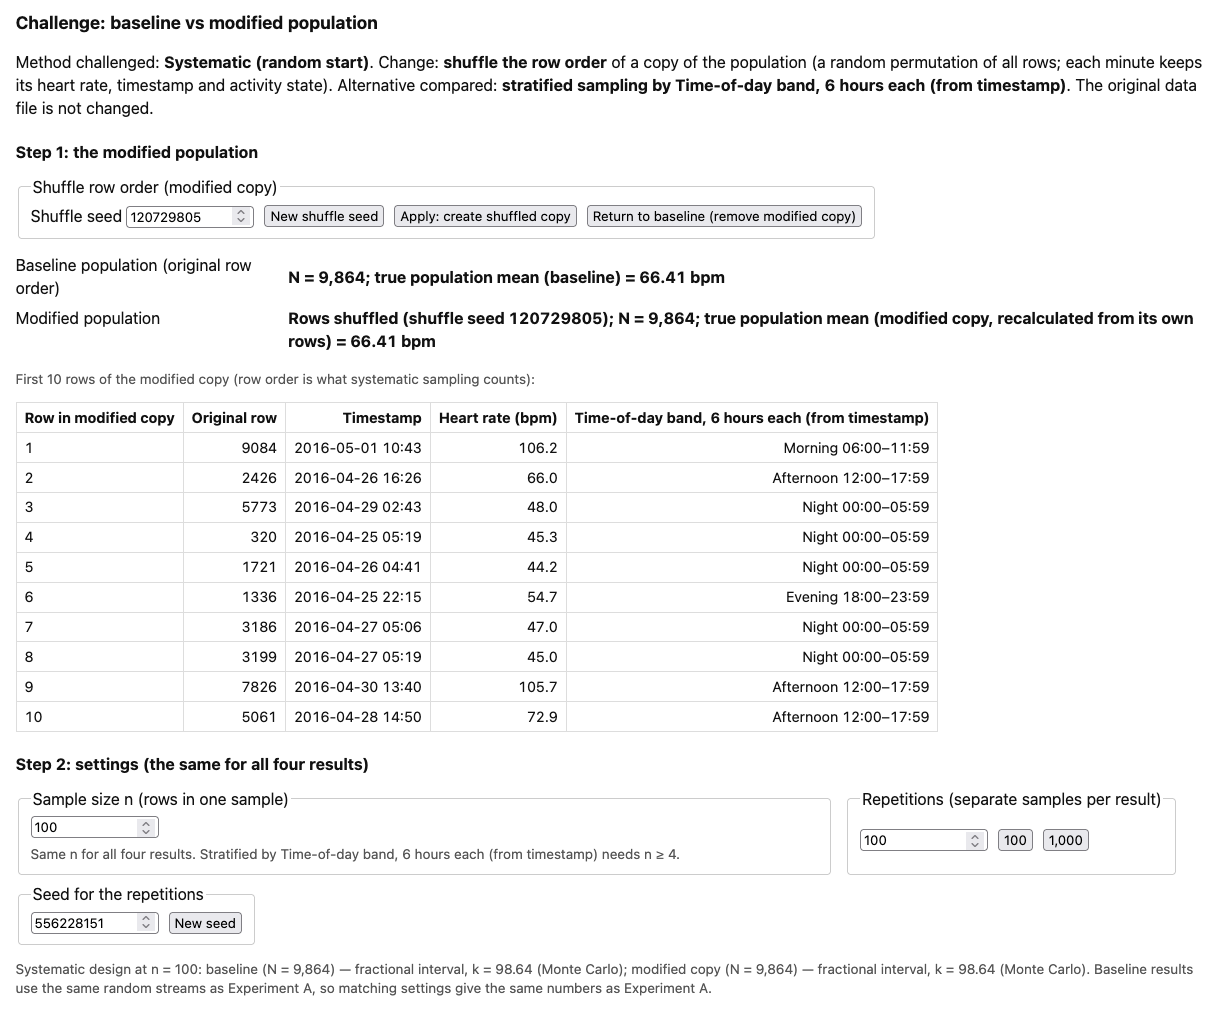 Challenge: baseline vs modified population
Method challenged: Systematic (random start). Change: shuffle the row order of a copy of the population (a random permutation of all rows; each minute keeps
its heart rate, timestamp and activity state). Alternative compared: stratified sampling by Time-of-day band, 6 hours each (from timestamp). The original data
file is not changed.
Step 1: the modified population
Shuffle row order (modified copy)
Shuffle seed 120729805 New shuffle seed Apply: create shuffled copy Return to baseline (remove modified copy)
Baseline population (original row
order)
N = 9,864; true population mean (baseline) = 66.41 bpm
Modified population
Rows shuffled (shuffle seed 120729805); N = 9,864; true population mean (modified copy, recalculated from its own
rows) = 66.41 bpm
First 10 rows of the modified copy (row order is what systematic sampling counts):
Row in modified copy Original row Timestamp Heart rate (bpm) Time-of-day band, 6 hours each (from timestamp)
1 9084 2016-05-01 10:43 106.2 Morning 06:00–11:59
2 2426 2016-04-26 16:26 66.0 Afternoon 12:00–17:59
3 5773 2016-04-29 02:43 48.0 Night 00:00–05:59
4 320 2016-04-25 05:19 45.3 Night 00:00–05:59
5 1721 2016-04-26 04:41 44.2 Night 00:00–05:59
6 1336 2016-04-25 22:15 54.7 Evening 18:00–23:59
7 3186 2016-04-27 05:06 47.0 Night 00:00–05:59
8 3199 2016-04-27 05:19 45.0 Night 00:00–05:59
9 7826 2016-04-30 13:40 105.7 Afternoon 12:00–17:59
10 5061 2016-04-28 14:50 72.9 Afternoon 12:00–17:59
Step 2: settings (the same for all four results)
Sample size n (rows in one sample)
100
Same n for all four results. Stratified by Time-of-day band, 6 hours each (from timestamp) needs n ≥ 4.
Repetitions (separate samples per result)
100 100 1,000
Seed for the repetitions
556228151 New seed
Systematic design at n = 100: baseline (N = 9,864) — fractional interval, k = 98.64 (Monte Carlo); modified copy (N = 9,864) — fractional interval, k = 98.64 (Monte Carlo). Baseline results
use the same random streams as Experiment A, so matching settings give the same numbers as Experiment A.